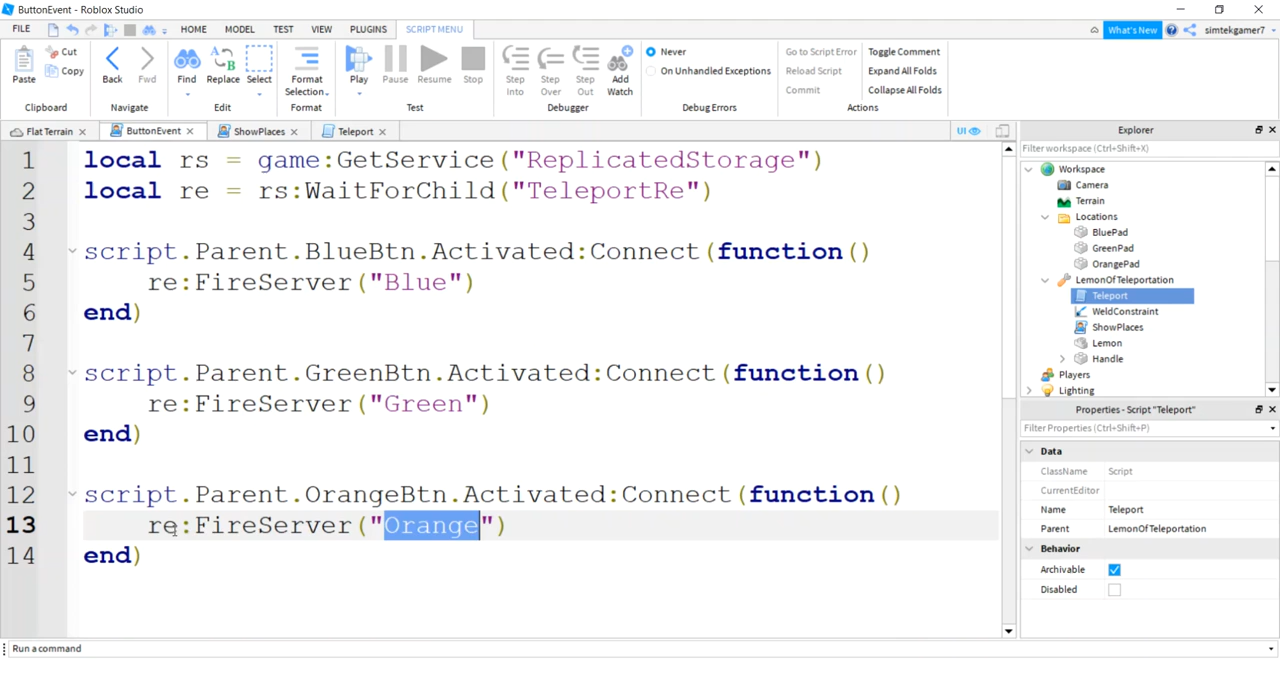 ButtonEvent - Roblox Studio
FILE HOME MODEL TEST VIEW PLUGINS SCRIPT MENU What's New simtekgamer7
Paste Cut Copy Clipboard
Back Fwd Navigate
Find Replace Select Edit
Format Selection Format
Play Pause Resume Stop Test
Step Into Step Over Step Out Add Watch Debugger
Never On Unhandled Exceptions Debug Errors
Go to Script Error Reload Script Commit Toggle Comment Expand All Folds Collapse All Folds Actions
Flat Terrain ButtonEvent ShowPlaces Teleport UI
1 local rs = game:GetService("ReplicatedStorage")
2 local re = rs:WaitForChild("TeleportRe")
3
4 script.Parent.BlueBtn.Activated:Connect(function()
5 re:FireServer("Blue")
6 end)
7
8 script.Parent.GreenBtn.Activated:Connect(function()
9 re:FireServer("Green")
10 end)
11
12 script.Parent.OrangeBtn.Activated:Connect(function()
13 re:FireServer("Orange")
14 end)
Explorer
Filter workspace (Ctrl+Shift+X)
Workspace
Camera
Terrain
Locations
BluePad
GreenPad
OrangePad
LemonOfTeleportation
Teleport
WeldConstraint
ShowPlaces
Lemon
Handle
Players
Lighting
Properties - Script "Teleport"
Filter Properties (Ctrl+Shift+P)
Data
ClassName Script
CurrentEditor
Name Teleport
Parent LemonOfTeleportation
Behavior
Archivable
Disabled
Run a command